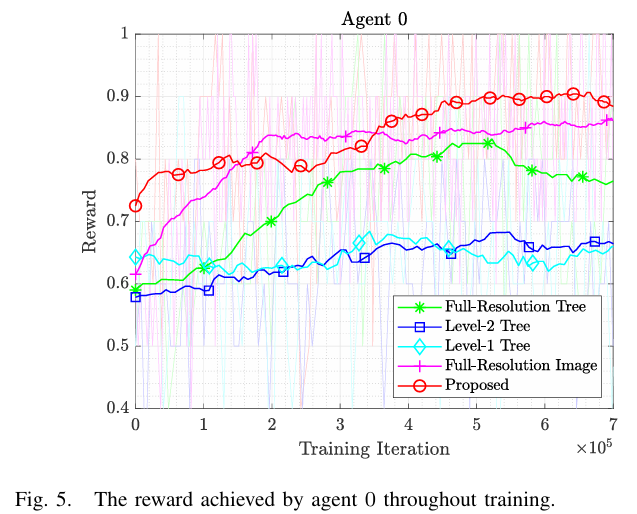 Agent 0
1
0.9
0.8
0.7
0.6
0.5
0.4
Reward
Full-Resolution Tree
Level-2 Tree
Level-1 Tree
Full-Resolution Image
Proposed
0 1 2 3 4 5 6 7
Training Iteration
×10⁵
Fig. 5. The reward achieved by agent 0 throughout training.